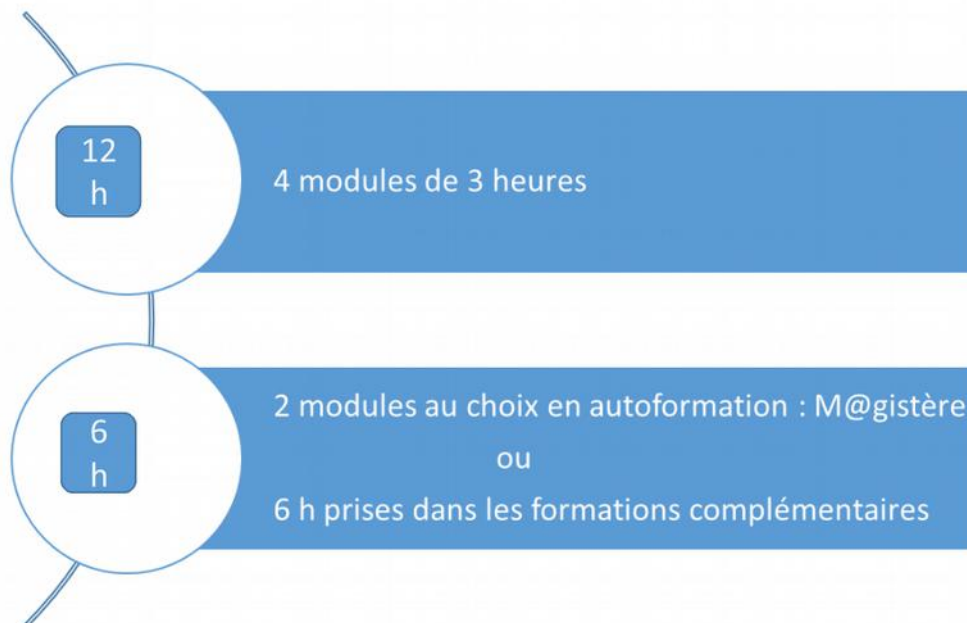 12
h
4 modules de 3 heures
6
h
2 modules au choix en autoformation : M@gistère
ou
6 h prises dans les formations complémentaires